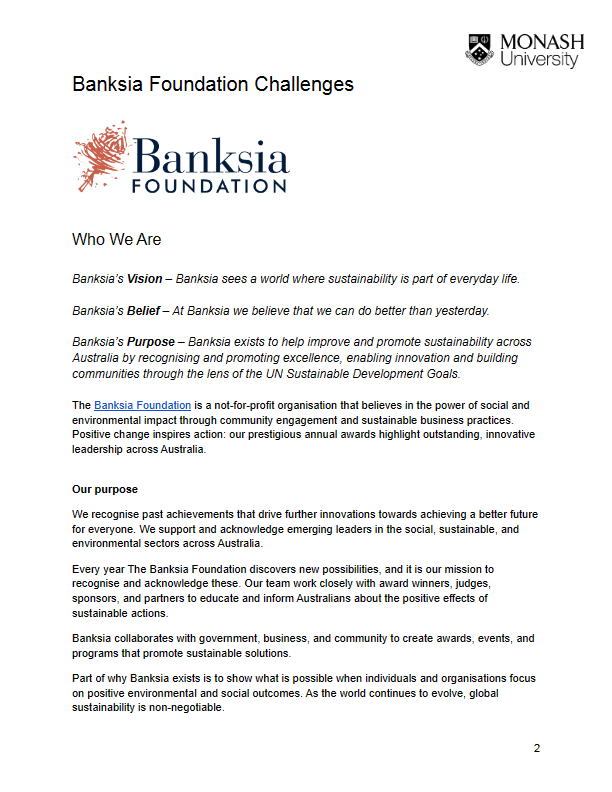 MONASH
University
Banksia Foundation Challenges
Banksia
FOUNDATION
Who We Are
Banksia’s Vision – Banksia sees a world where sustainability is part of everyday life.
Banksia’s Belief – At Banksia we believe that we can do better than yesterday.
Banksia’s Purpose – Banksia exists to help improve and promote sustainability across
Australia by recognising and promoting excellence, enabling innovation and building
communities through the lens of the UN Sustainable Development Goals.
The Banksia Foundation is a not-for-profit organisation that believes in the power of social and
environmental impact through community engagement and sustainable business practices.
Positive change inspires action: our prestigious annual awards highlight outstanding, innovative
leadership across Australia.
Our purpose
We recognise past achievements that drive further innovations towards achieving a better future
for everyone. We support and acknowledge emerging leaders in the social, sustainable, and
environmental sectors across Australia.
Every year The Banksia Foundation discovers new possibilities, and it is our mission to
recognise and acknowledge these. Our team work closely with award winners, judges,
sponsors, and partners to educate and inform Australians about the positive effects of
sustainable actions.
Banksia collaborates with government, business, and community to create awards, events, and
programs that promote sustainable solutions.
Part of why Banksia exists is to show what is possible when individuals and organisations focus
on positive environmental and social outcomes. As the world continues to evolve, global
sustainability is non-negotiable.
2